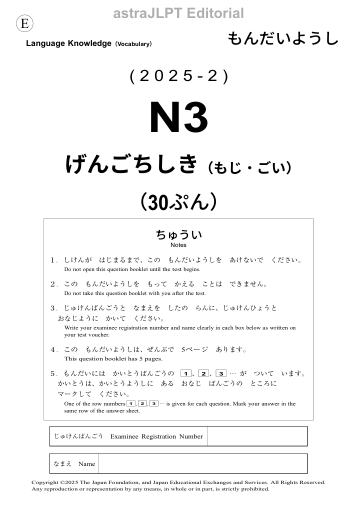 astraJLPT Editorial
E
Language Knowledge (Vocabulary)
もんだいようし
(2025-2)
N3
げんごちしき（もじ・ごい）
（30ぷん）
ちゅうい
Notes
1. しけんが はじまるまで、この もんだいようしを あけないで ください。
Do not open this question booklet until the test begins.
2. この もんだいようしを もって かえる ことは できません。
Do not take this question booklet with you after the test.
3. じゅけんばんごうと なまえを したの らんに、じゅけんひょうと
おなじように かいて ください。
Write your examinee registration number and name clearly in each box below as written on
your test voucher.
4. この もんだいようしは、ぜんぶで 5ページ あります。
This question booklet has 5 pages.
5. もんだいには かいとうばんごうの 1、2、3 … が ついて います。
かいとうは、かいとうようしに ある おなじ ばんごうの ところに
マークして ください。
One of the row numbers 1, 2, 3 … is given for each question. Mark your answer in the
same row of the answer sheet.
じゅけんばんごう Examinee Registration Number
なまえ Name
Copyright ©2025 The Japan Foundation, and Japan Educational Exchanges and Services. All Rights Reserved.
Any reproduction or representation by any means, in whole or in part, is strictly prohibited.